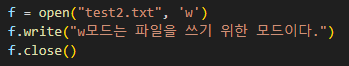 f = open("test2.txt", 'w')
f.write("w모드는 파일을 쓰기 위한 모드이다.")
f.close()